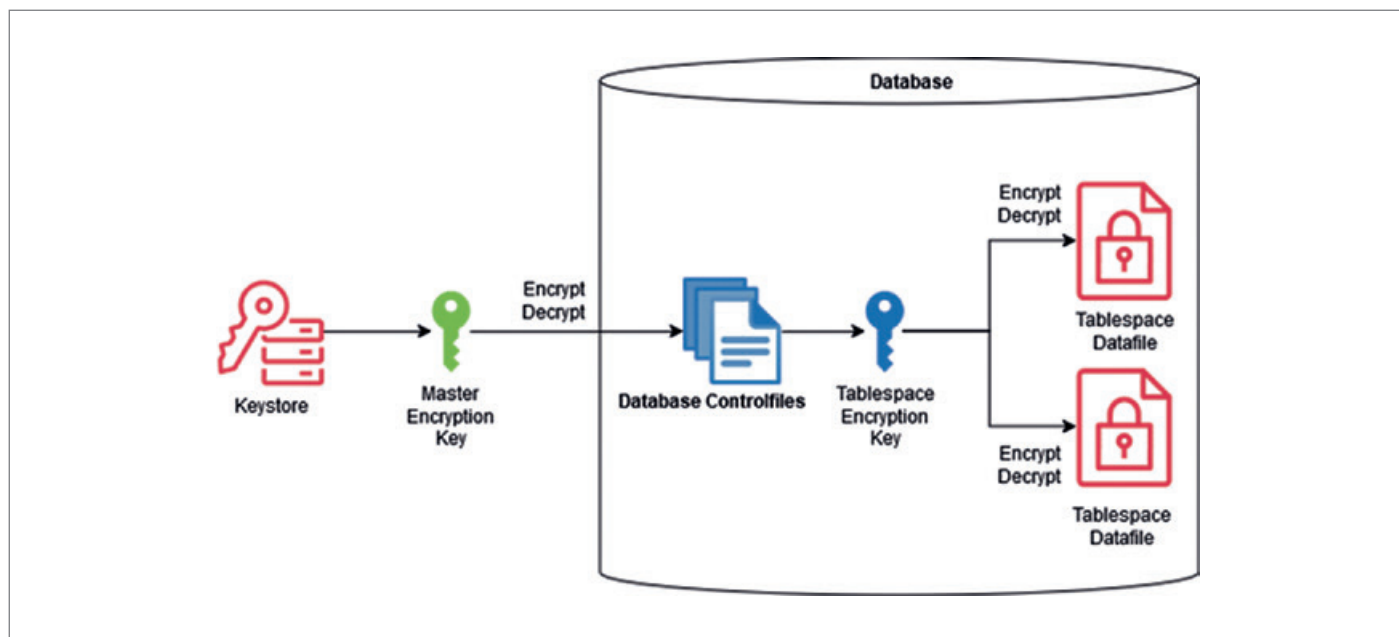 Database
Encrypt
Decrypt
Encrypt
Decrypt
Tablespace
Datafile
Keystore
Master
Encryption
Key
Database Controlfiles
Tablespace
Encryption
Key
Encrypt
Decrypt
Tablespace
Datafile